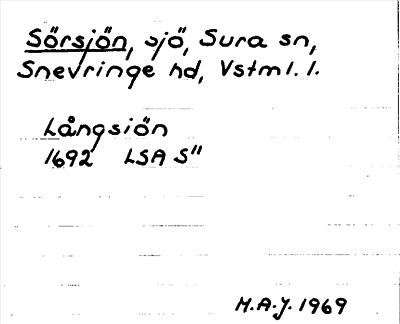 Sörsjön, sjö, Sura sn,
Snevringe hd, Vstml. l.
Långsiön
1692 LSA S"
M.A.J. 1969